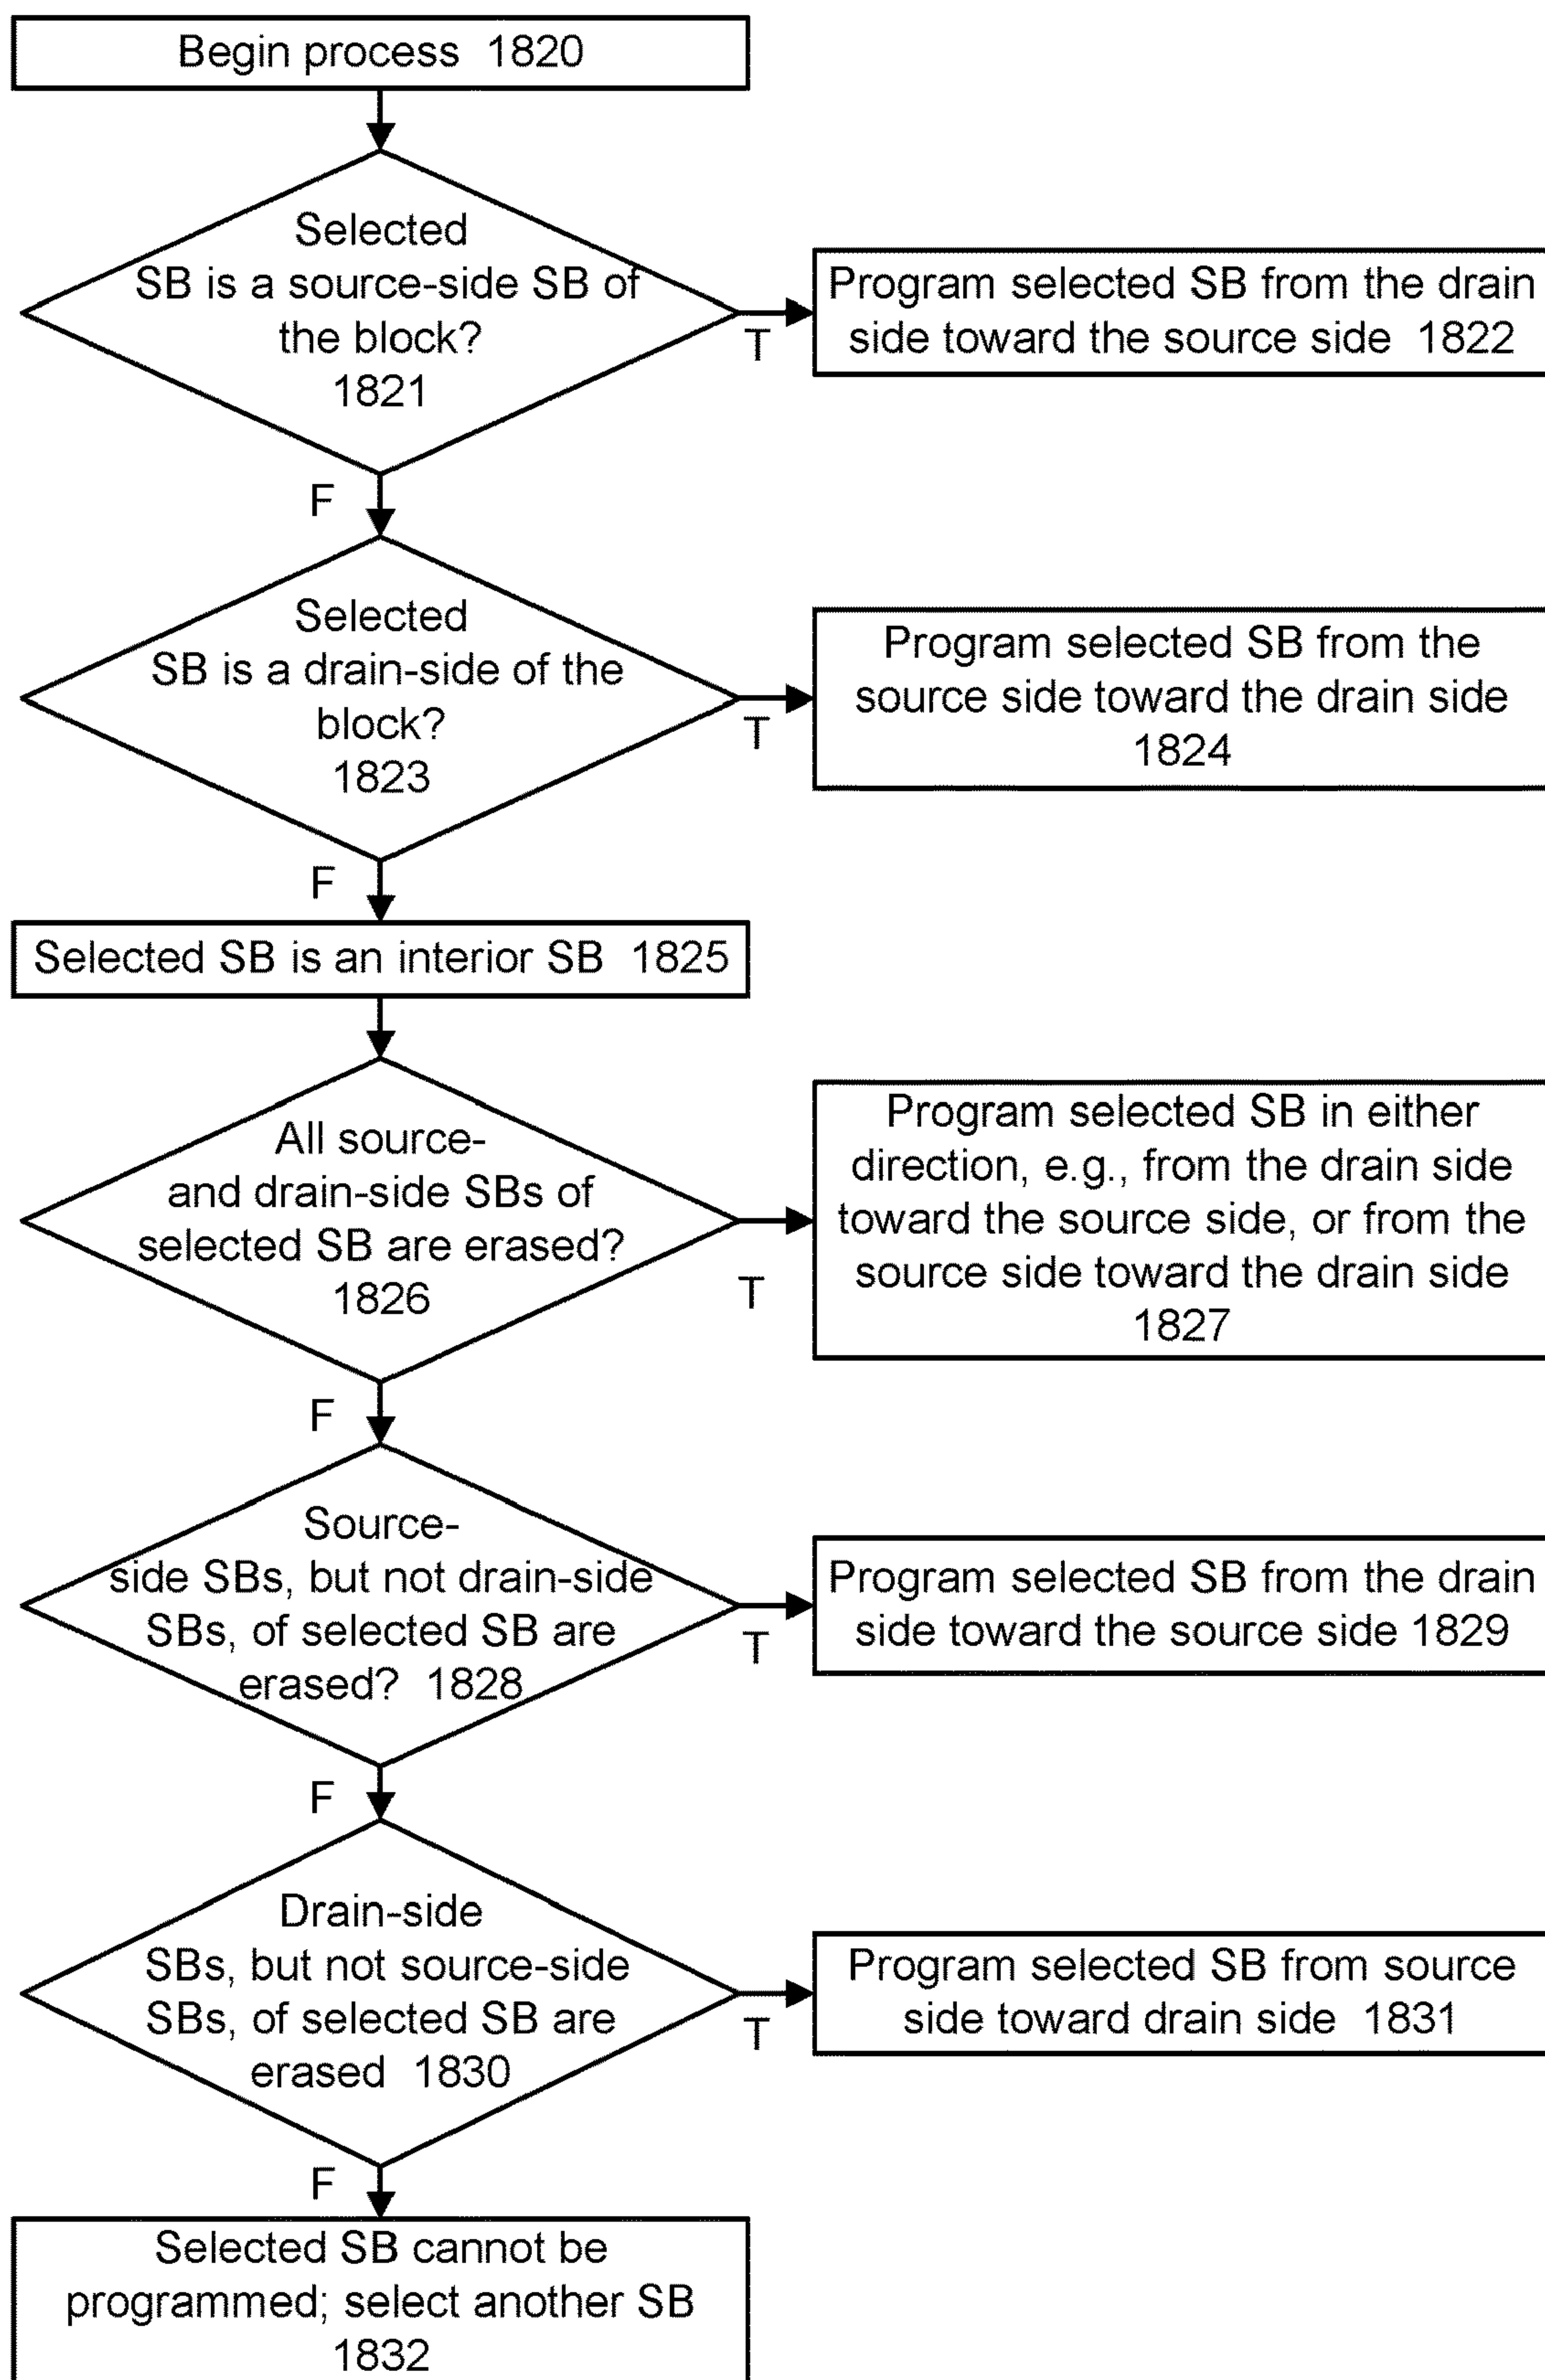 Begin process 1820
Selected
SB is a source-side SB of
the block?
1821
T
Program selected SB from the drain
side toward the source side 1822
F
Selected
SB is a drain-side of the
block?
1823
T
Program selected SB from the
source side toward the drain side
1824
F
Selected SB is an interior SB 1825
All source-
and drain-side SBs of
selected SB are erased?
1826
T
Program selected SB in either
direction, e.g., from the drain side
toward the source side, or from the
source side toward the drain side
1827
F
Source-
side SBs, but not drain-side
SBs, of selected SB are
erased? 1828
T
Program selected SB from the drain
side toward the source side 1829
F
Drain-side
SBs, but not source-side
SBs, of selected SB are
erased 1830
T
Program selected SB from source
side toward drain side 1831
F
Selected SB cannot be
programmed; select another SB
1832